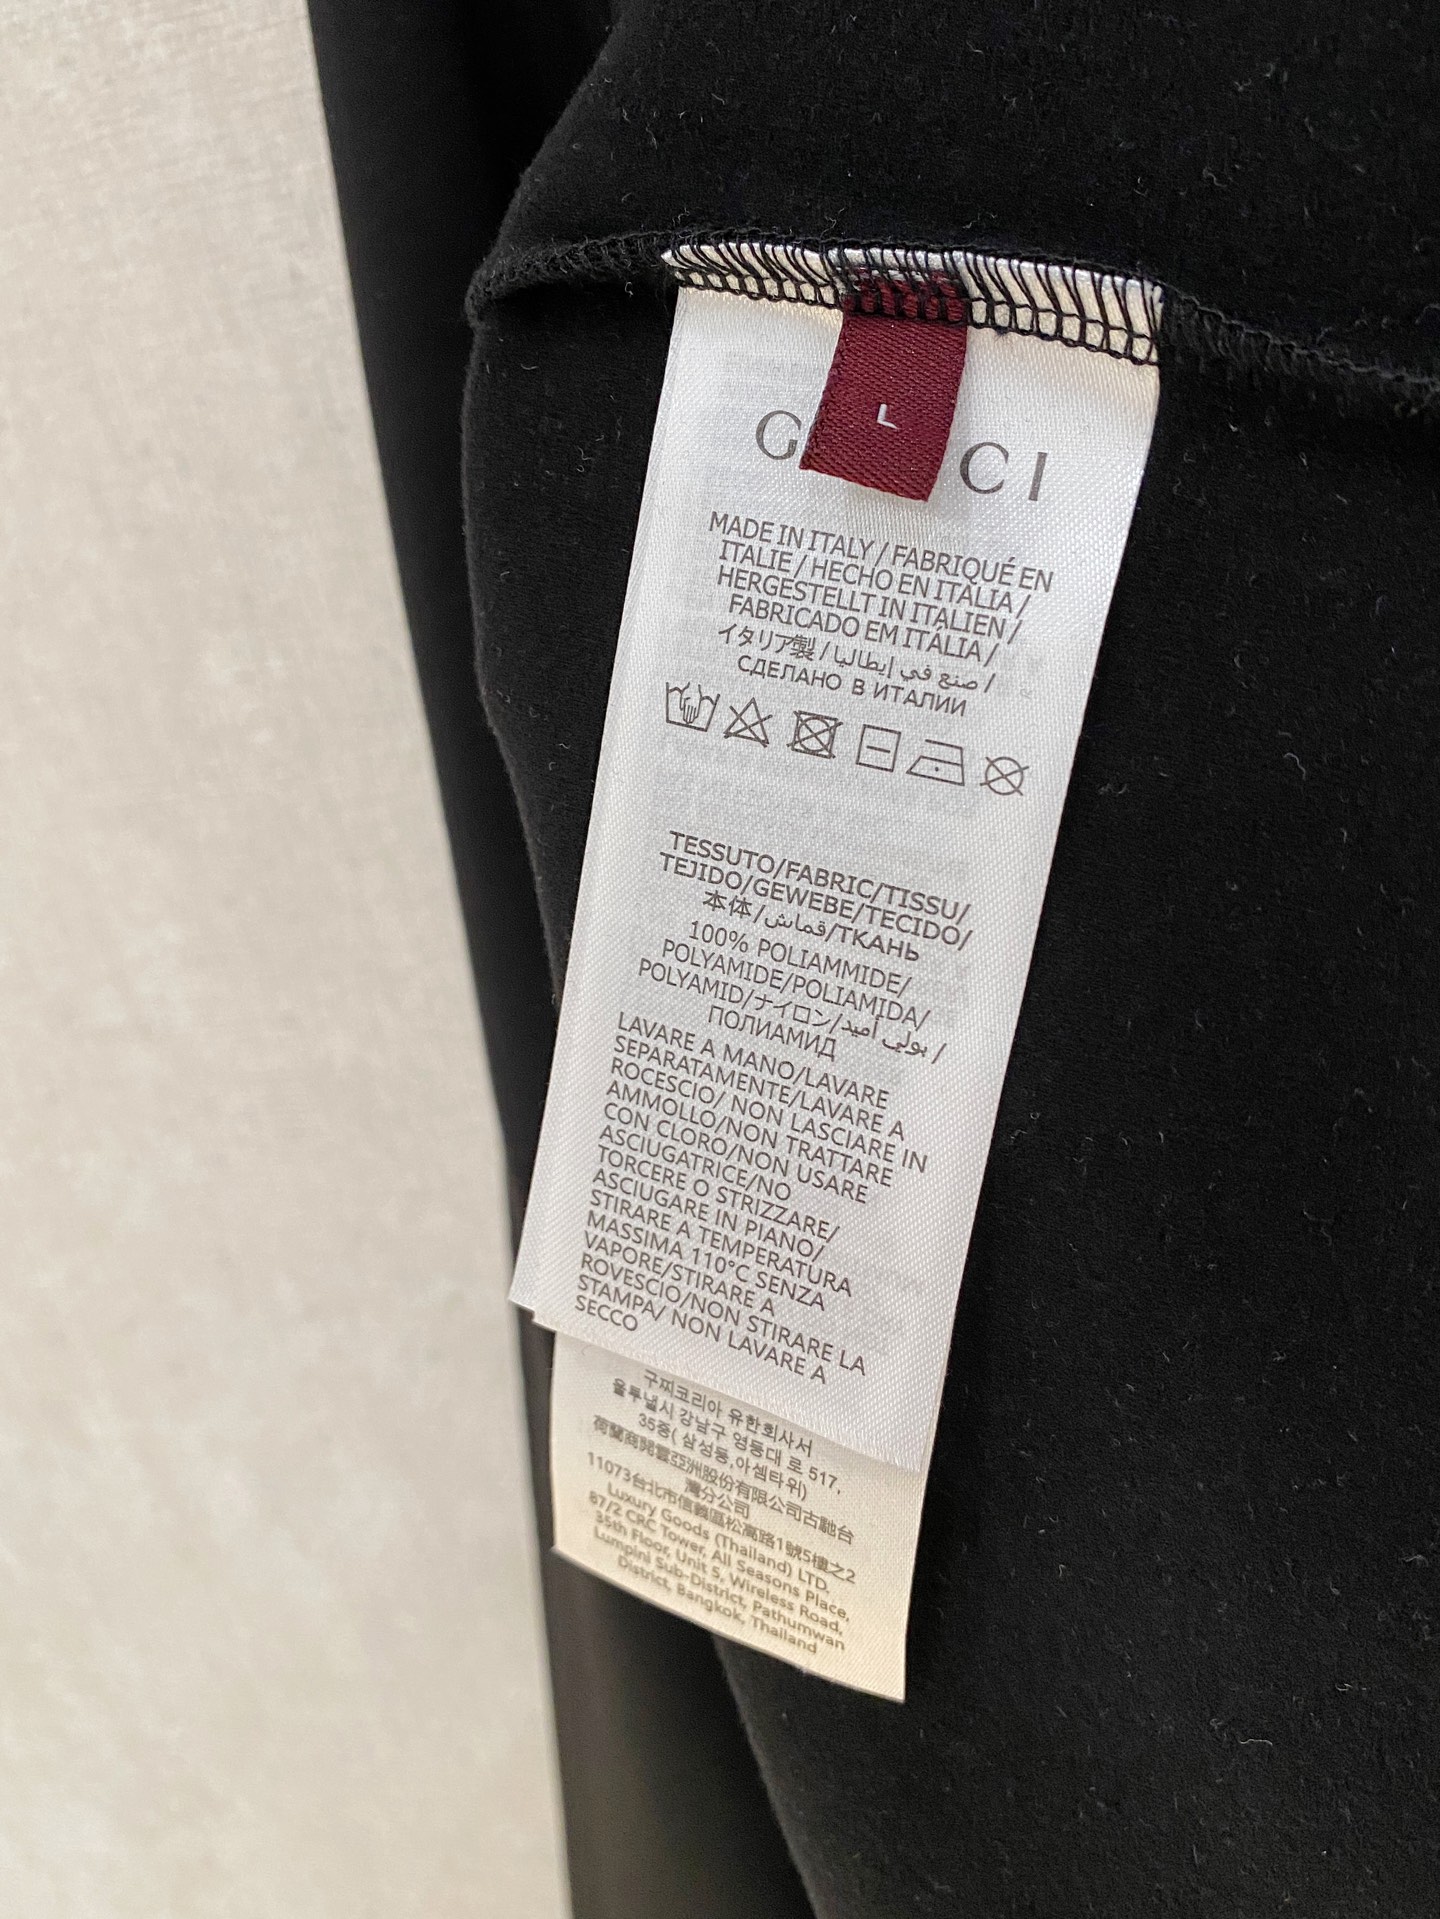 L
G CI
MADE IN ITALY / FABRIQUÉ EN
ITALIE / HECHO EN ITALIA /
HERGESTELLT IN ITALIEN /
FABRICADO EM ITÁLIA /
イタリア製 / صنع في إيطاليا /
СДЕЛАНО В ИТАЛИИ
TESSUTO/FABRIC/TISSU/
TEJIDO/GEWEBE/TECIDO/
本体/قماش/ТКАНЬ
100% POLIAMMIDE/
POLYAMIDE/POLIAMIDA/
POLYAMID/ナイロン/بولي أميد /
ПОЛИАМИД
LAVARE A MANO/LAVARE
SEPARATAMENTE/LAVARE A
ROCESCIO/ NON LASCIARE IN
AMMOLLO/NON TRATTARE
CON CLORO/NON USARE
ASCIUGATRICE/NO
TORCERE O STRIZZARE/
ASCIUGARE IN PIANO/
STIRARE A TEMPERATURA
MASSIMA 110°C SENZA
VAPORE/STIRARE A
ROVESCIO/NON STIRARE LA
STAMPA/ NON LAVARE A
SECCO
구찌코리아 유한회사서
울투낼시 강남구 영등대 로 517,
35중( 삼성동,아셈타위)
荷蘭商開雲亞洲股份有限公司古馳台
灣分公司
11073台北市信義區松高路1號5樓之2
Luxury Goods (Thailand) LTD.
87/2 CRC Tower, All Seasons Place,
35th Floor, Unit 5, Wireless Road,
Lumpini Sub-District, Pathumwan
District, Bangkok, Thailand